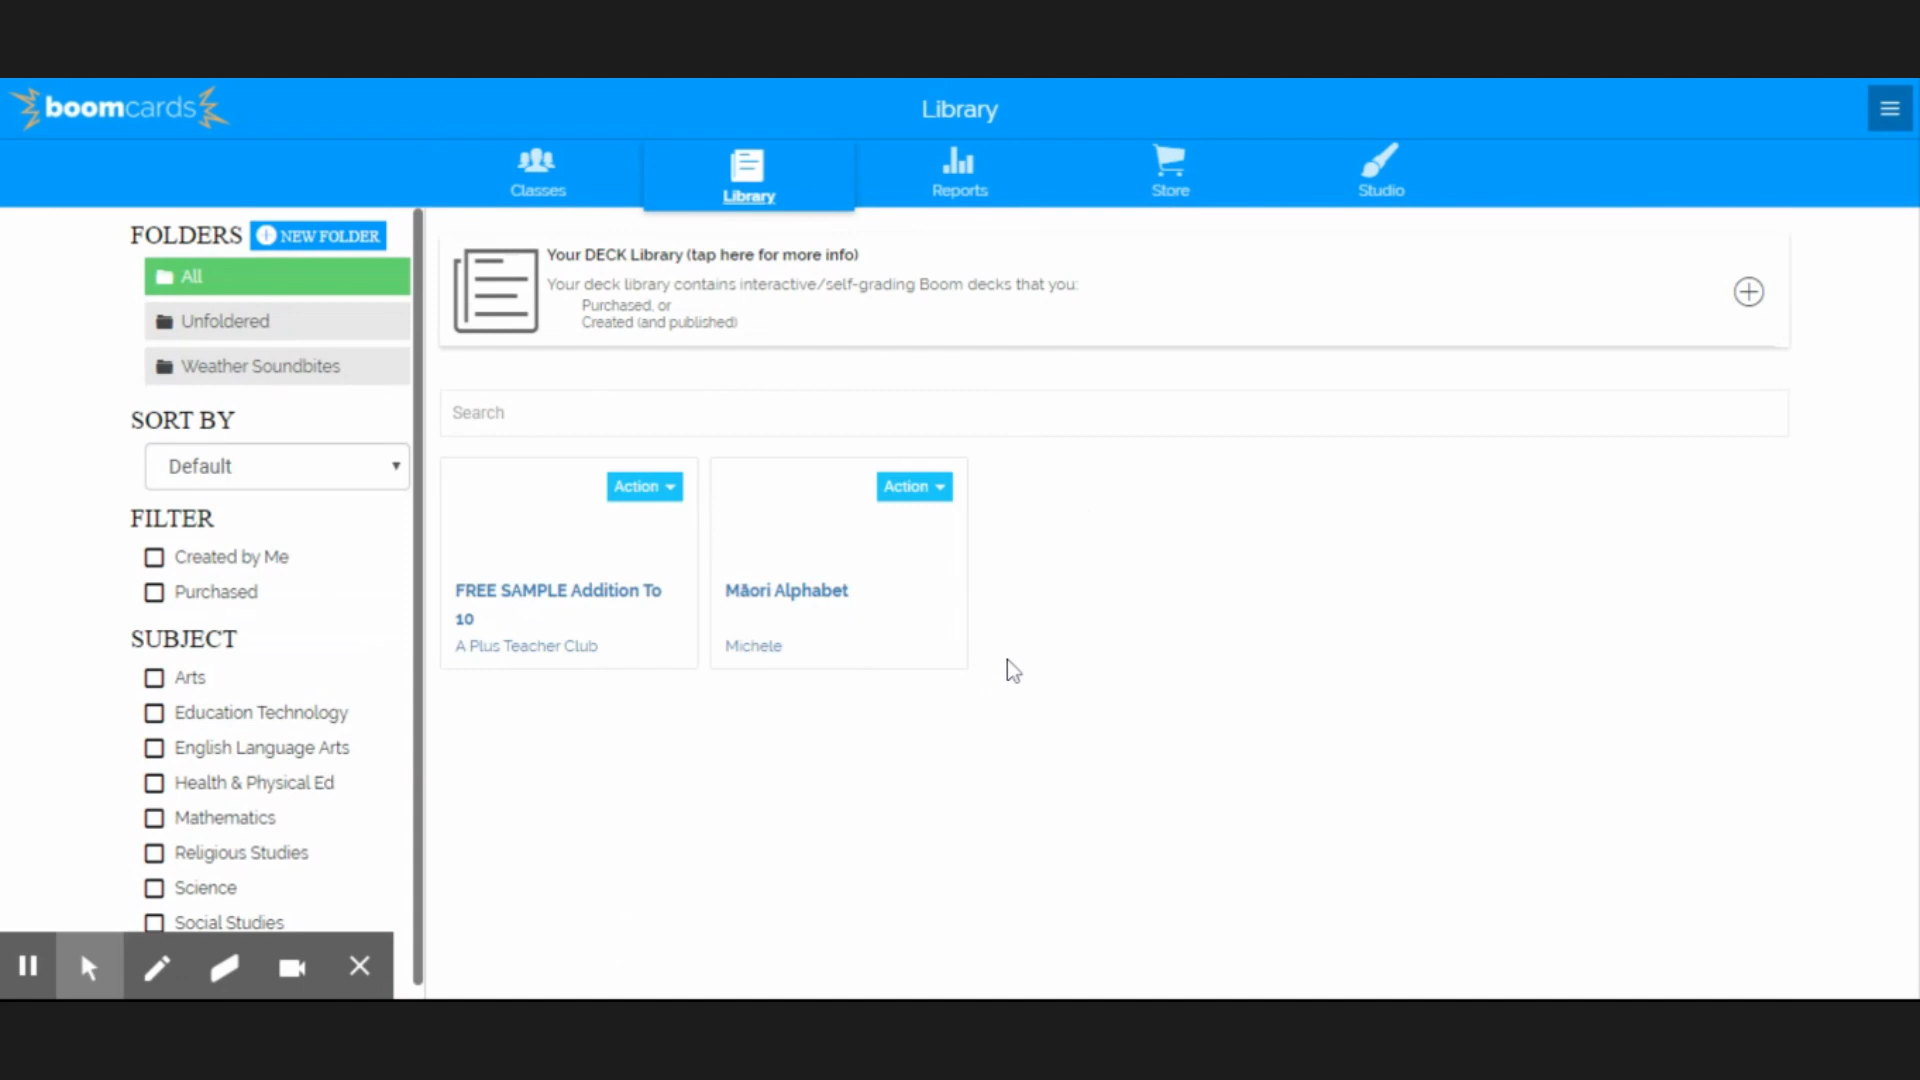 boomcards
Library
Classes
Library
Reports
Store
Studio
FOLDERS
NEW FOLDER
All
Unfoldered
Weather Soundbites
SORT BY
Default
FILTER
Created by Me
Purchased
SUBJECT
Arts
Education Technology
English Language Arts
Health & Physical Ed
Mathematics
Religious Studies
Science
Social Studies
Your DECK Library (tap here for more info)
Your deck library contains interactive/self-grading Boom decks that you:
Purchased, or
Created (and published)
Search
Action
FREE SAMPLE Addition To
10
A Plus Teacher Club
Action
Māori Alphabet
Michele